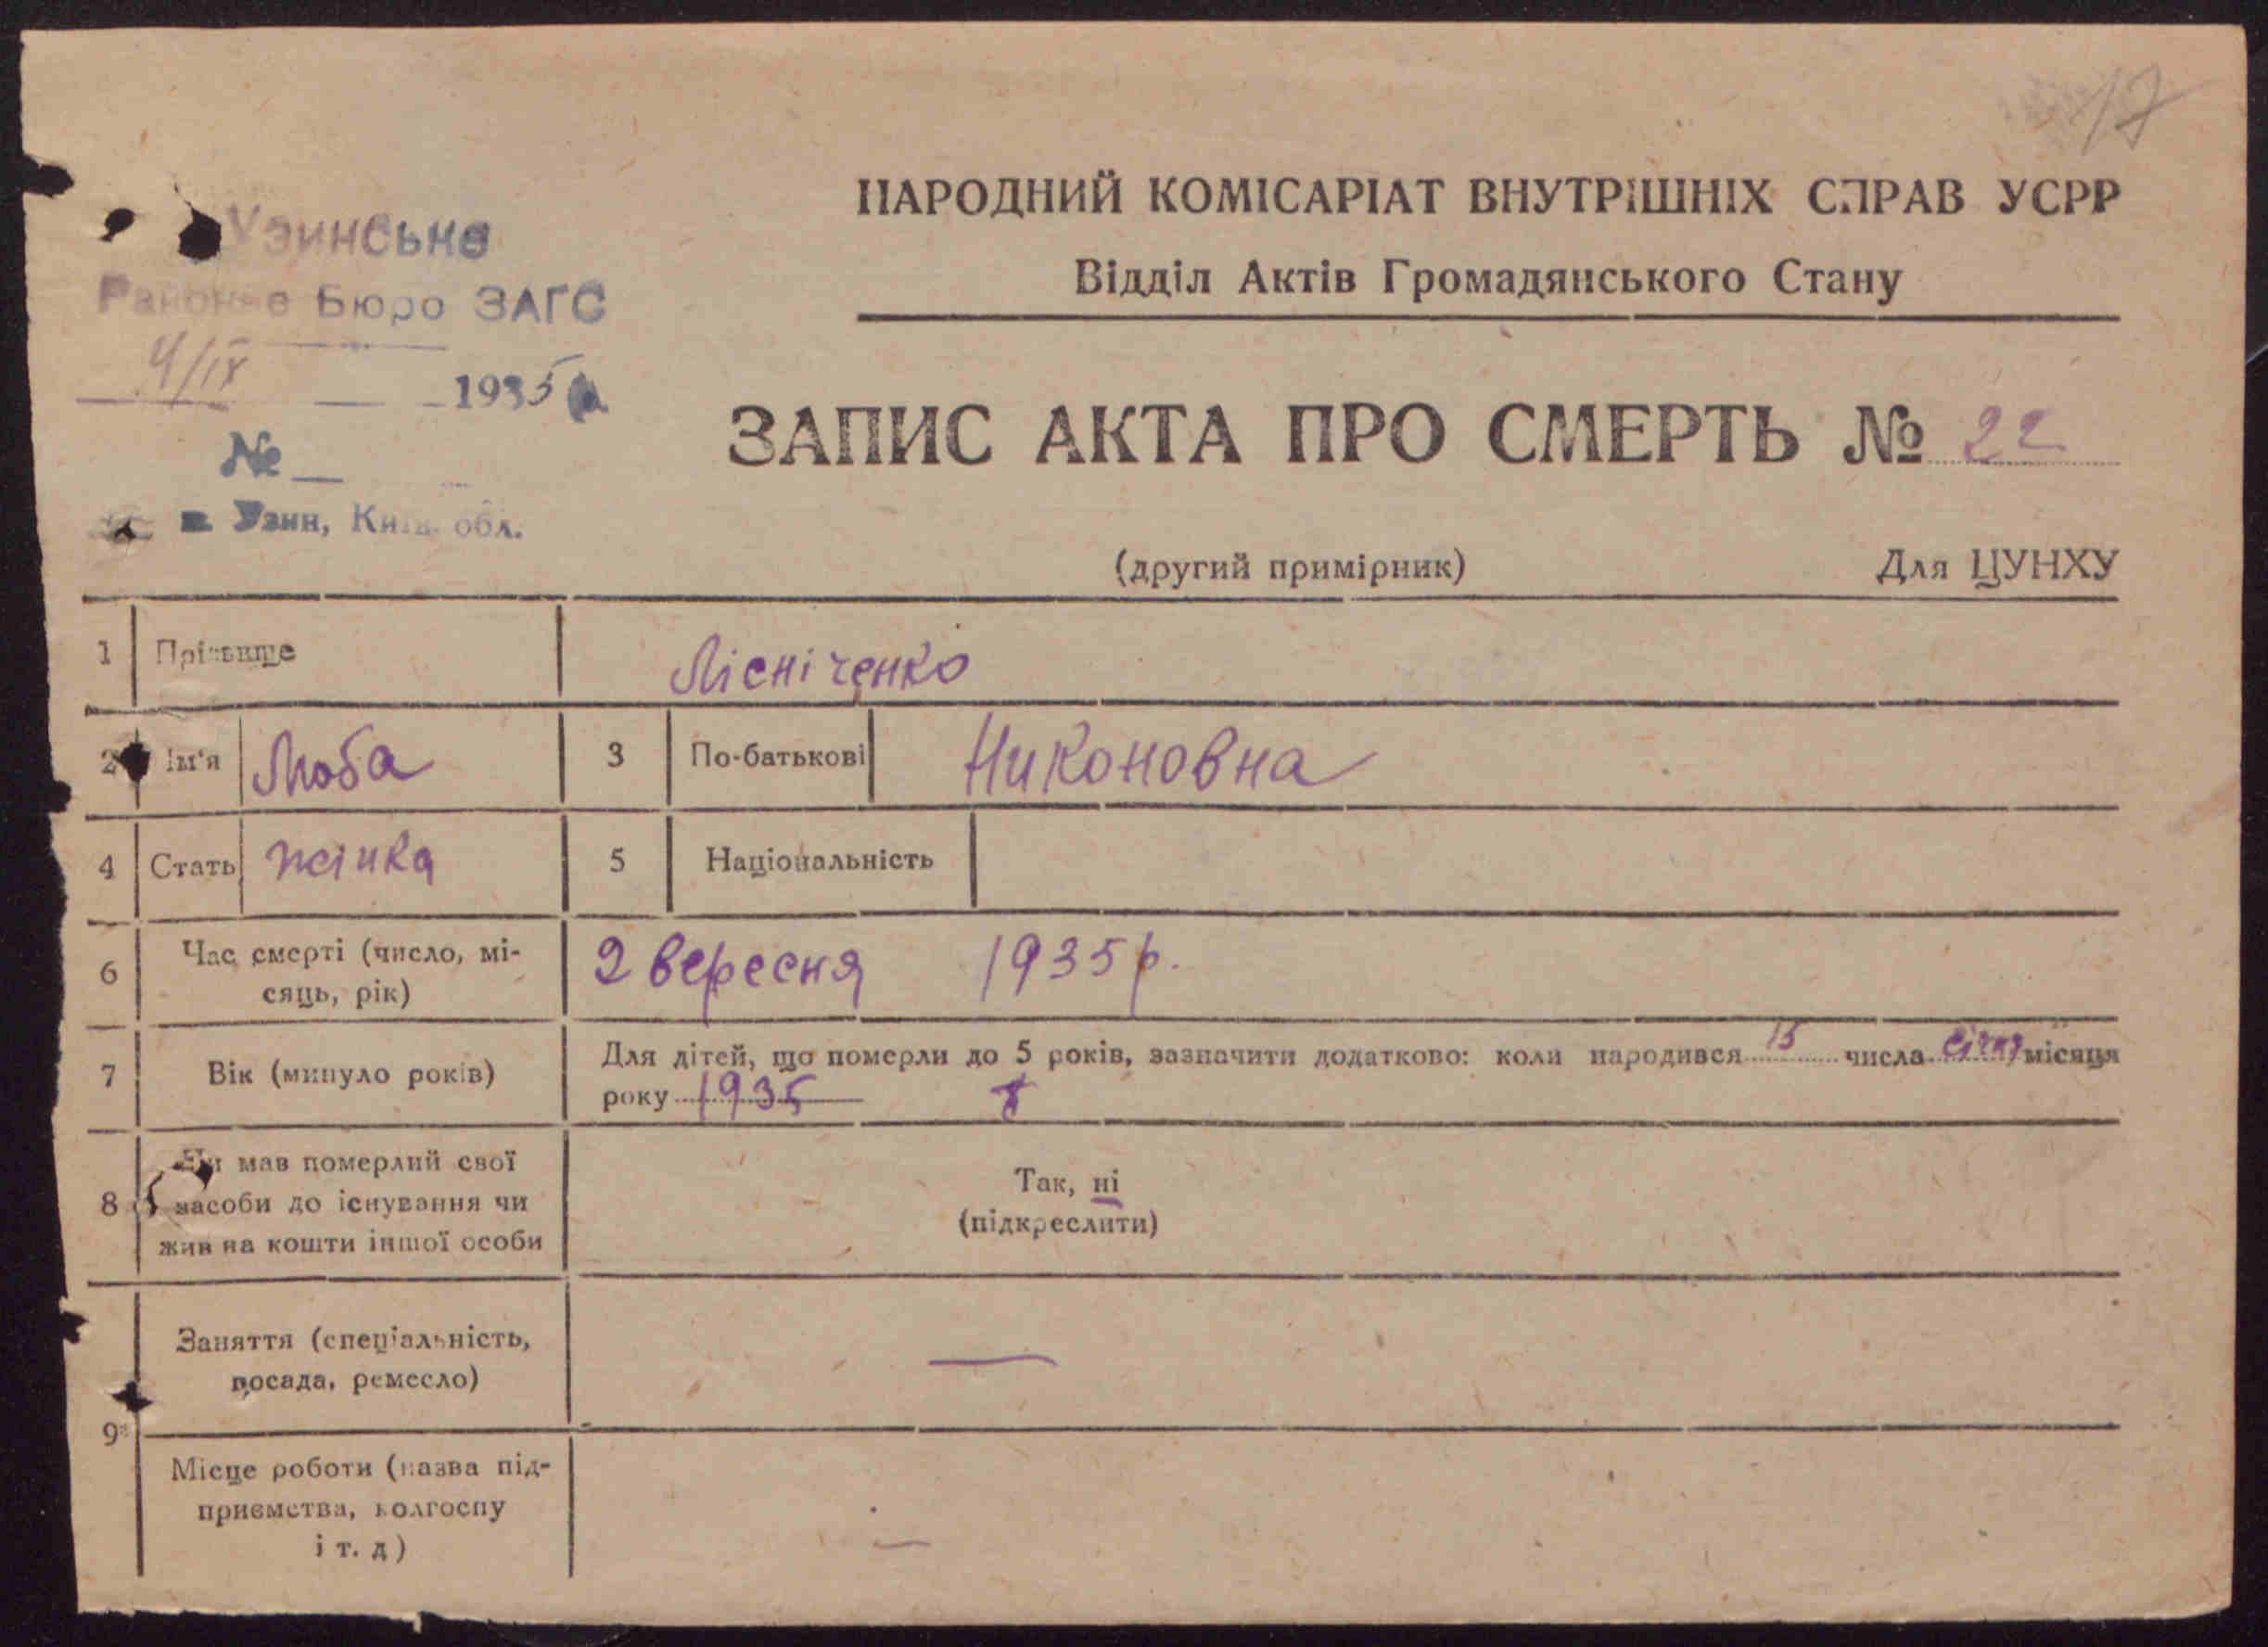 17
НАРОДНИЙ КОМІСАРІАТ ВНУТРІШНІХ СПРАВ УСРР
Відділ Актів Громадянського Стану
Узинське
Районне Бюро ЗАГС
4/ІХ 1935
№
Узин, Київ. обл.
ЗАПИС АКТА ПРО СМЕРТЬ № 22
(другий примірник) Для ЦУНХУ
1 Прізвище Лісніченко
2 Ім'я Люба 3 По-батькові Никоновна
4 Стать жінка 5 Національність
6 Час смерті (число, мі-
сяць, рік) 2 вересня 1935 р.
7 Вік (минуло років) Для дітей, що померли до 5 років, зазначити додатково: коли народився 15 числа січня місяця
року 1935
8 Чи мав померлий свої
засоби до існування чи
жив на кошти іншої особи
Так, ні
(підкреслити)
9 Заняття (спеціальність,
посада, ремесло) —
Місце роботи (назва під-
приємства, колгоспу
і т. д) —